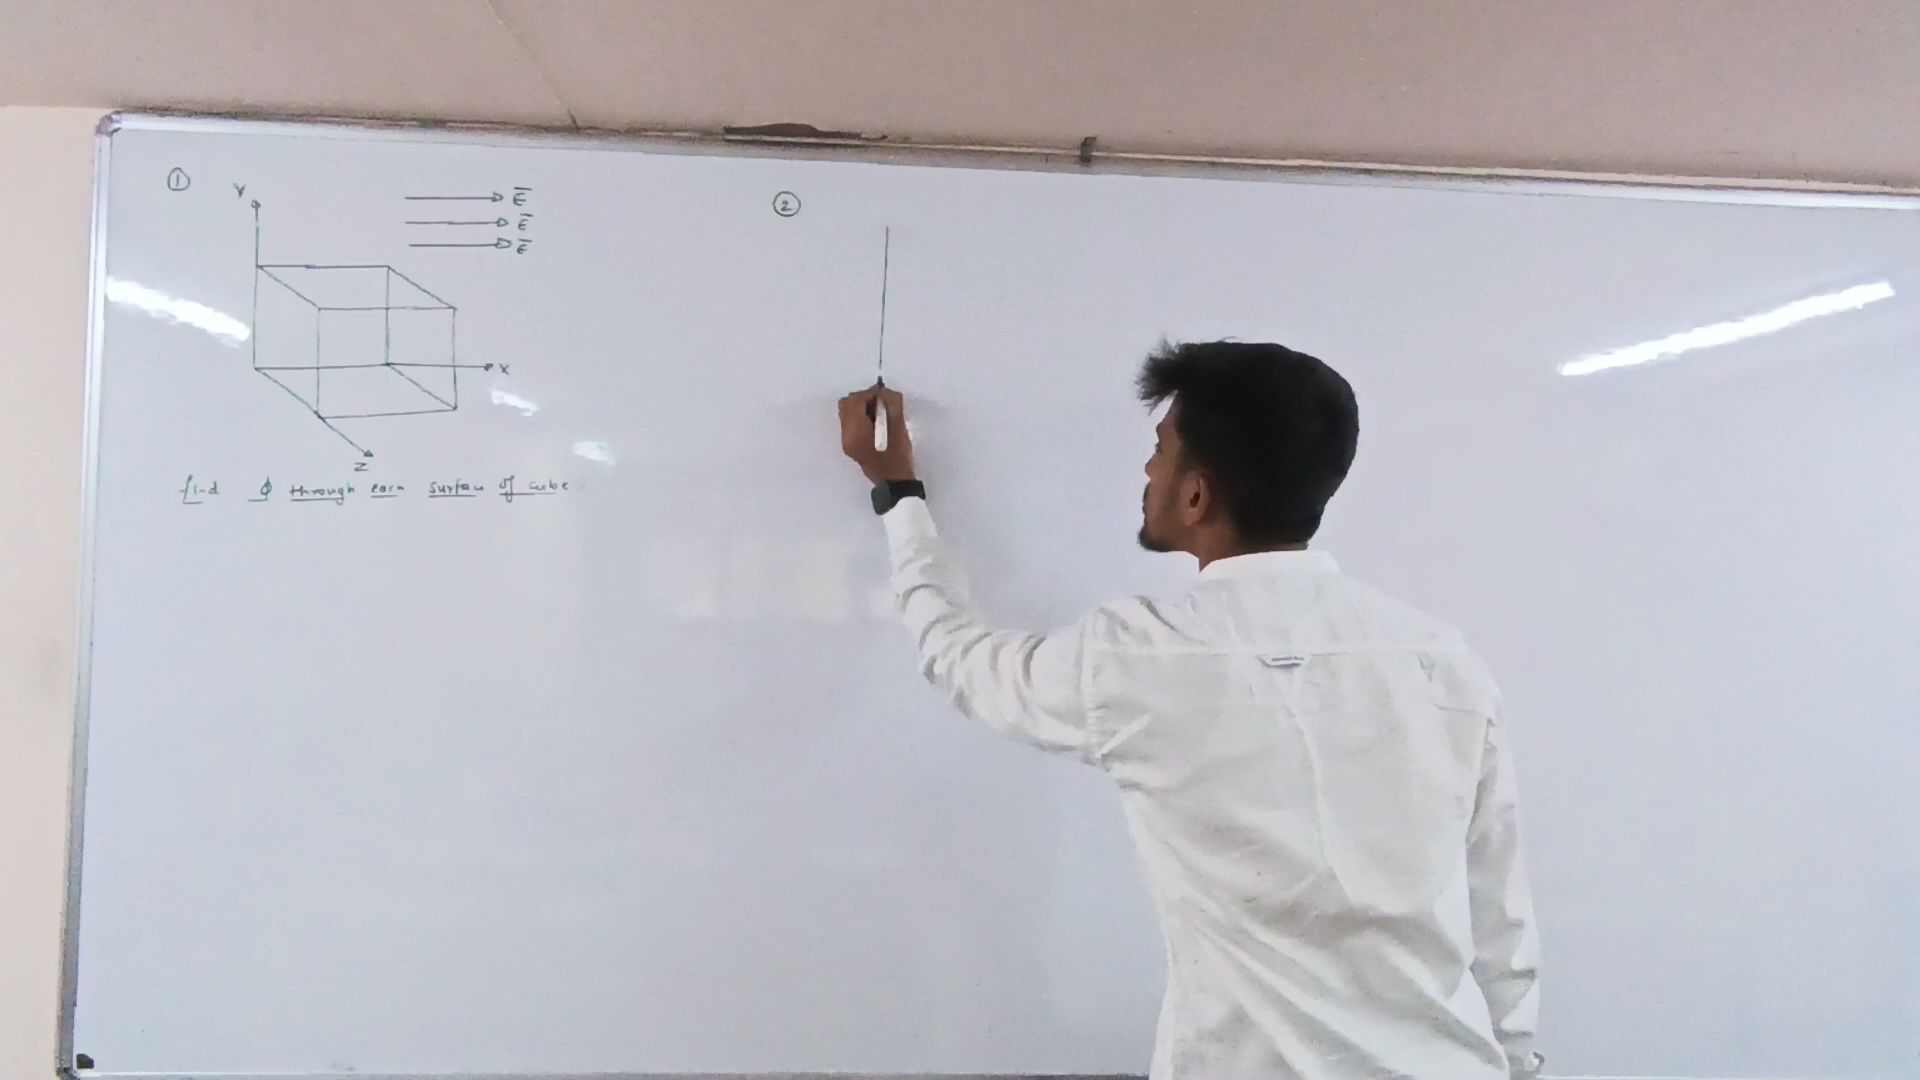 ①
Y
E̅
E̅
E̅
X
Z
find ϕ through each surface of cube
②